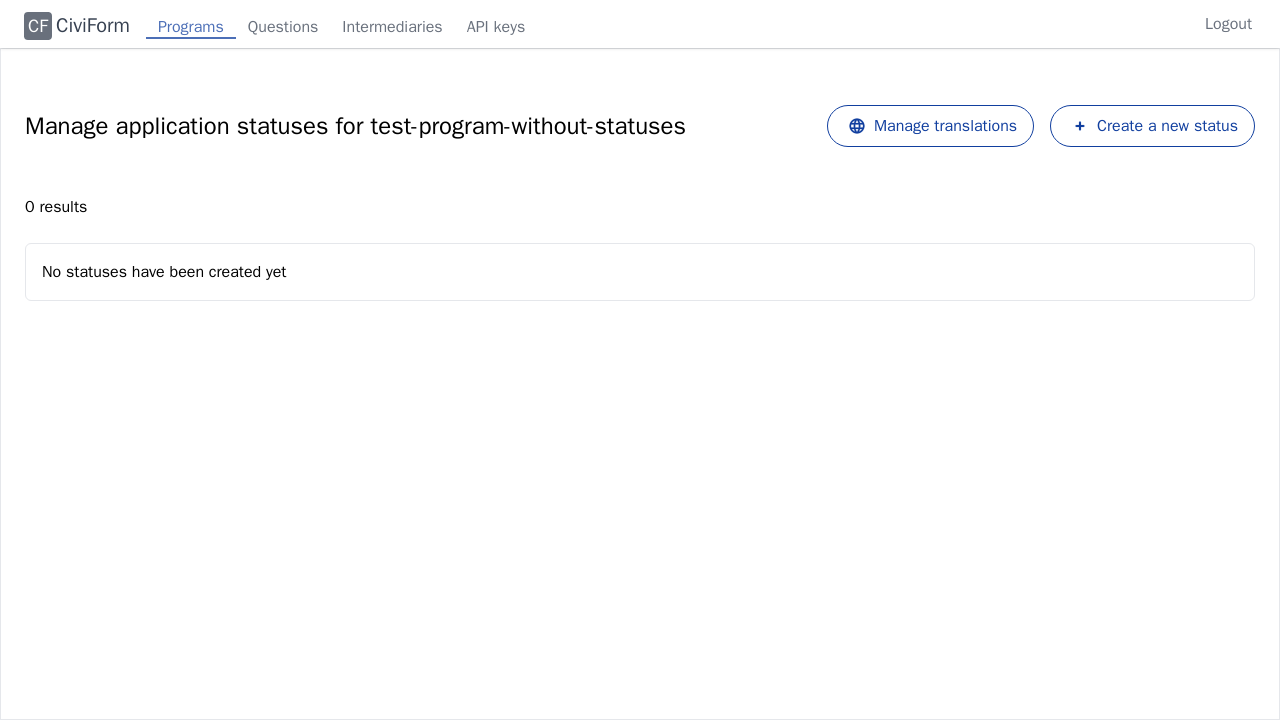 CF CiviForm Programs Questions Intermediaries API keys Logout
Manage application statuses for test-program-without-statuses Manage translations + Create a new status
0 results
No statuses have been created yet